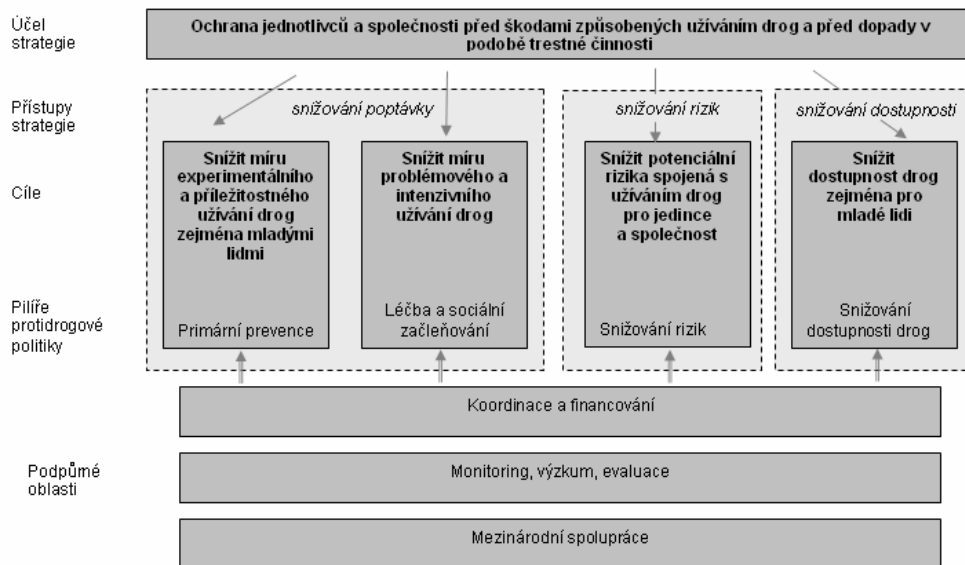 Účel
strategie
Ochrana jednotlivců a společnosti před škodami způsobených užíváním drog a před dopady v
podobě trestné činnosti
Přístupy
strategie
snižování poptávky
snižování rizik
snižování dostupnosti
Cíle
Snížit míru
experimentálního
a příležitostného
užívání drog
zejména mladými
lidmi
Snížit míru
problémového a
intenzivního
užívání drog
Snížit potenciální
rizika spojená s
užíváním drog
pro jedince
a společnost
Snížit
dostupnost drog
zejména pro
mladé lidi
Pilíře
protidrogové
politiky
Primární prevence
Léčba a sociální
začleňování
Snižování rizik
Snižování
dostupnosti drog
Koordinace a financování
Podpůrné
oblasti
Monitoring, výzkum, evaluace
Mezinárodní spolupráce